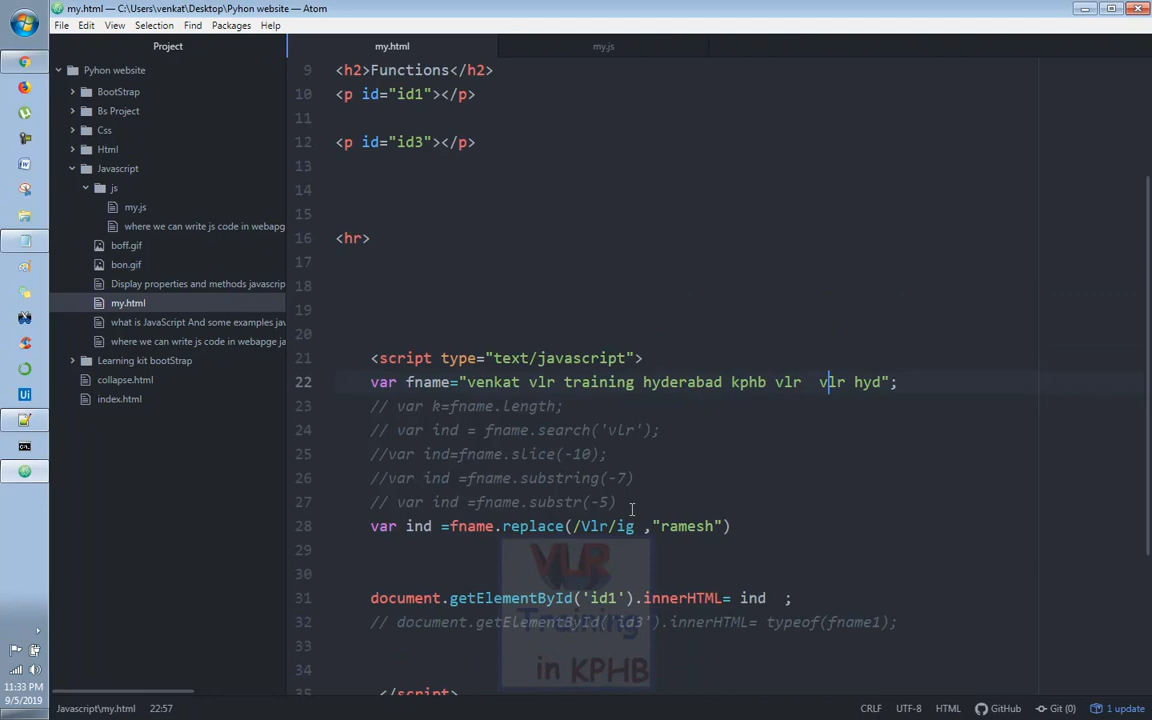 my.html — C:\Users\venkat\Desktop\Pyhon website — Atom
File Edit View Selection Find Packages Help
Project
my.html
my.js
Pyhon website
BootStrap
Bs Project
Css
Html
Javascript
js
my.js
where we can write js code in webapg
boff.gif
bon.gif
Display properties and methods javascrip
my.html
what is JavaScript And some examples jav
where we can write js code in webapge ja
Learning kit bootStrap
collapse.html
index.html
9 <h2>Functions</h2>
10 <p id="id1"></p>
11
12 <p id="id3"></p>
13
14
15
16 <hr>
17
18
19
20
21 <script type="text/javascript">
22 var fname="venkat vlr training hyderabad kphb vlr  vlr hyd";
23 // var k=fname.length;
24 // var ind = fname.search('vlr');
25 //var ind=fname.slice(-10);
26 //var ind =fname.substring(-7)
27 // var ind =fname.substr(-5)
28 var ind =fname.replace(/Vlr/ig ,"ramesh")
29
30
31 document.getElementById('id1').innerHTML= ind  ;
32 // document.getElementById('id3').innerHTML= typeof(fname1);
33
34
35 </script>
VLR
Training
in KPHB
11:33 PM
9/5/2019
Javascript\my.html 22:57 CRLF UTF-8 HTML GitHub Git (0) 1 update